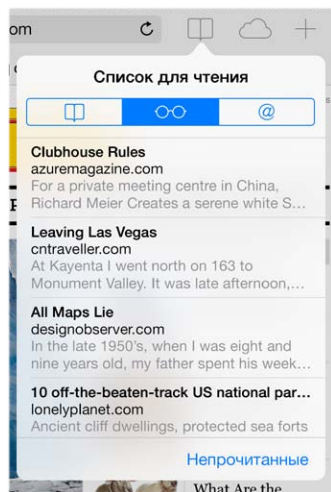 om
Список для чтения
@
Clubhouse Rules
azuremagazine.com
For a private meeting centre in China,
Richard Meier Creates a serene white S...
Leaving Las Vegas
cntraveller.com
At Kayenta I went north on 163 to
Monument Valley. It was late afternoon,...
All Maps Lie
designobserver.com
In the late 1950's, when I was eight and
nine years old, my father spent his week...
10 off-the-beaten-track US national par...
lonelyplanet.com
Ancient cliff dwellings, protected sea forts
Непрочитанные
What Are the